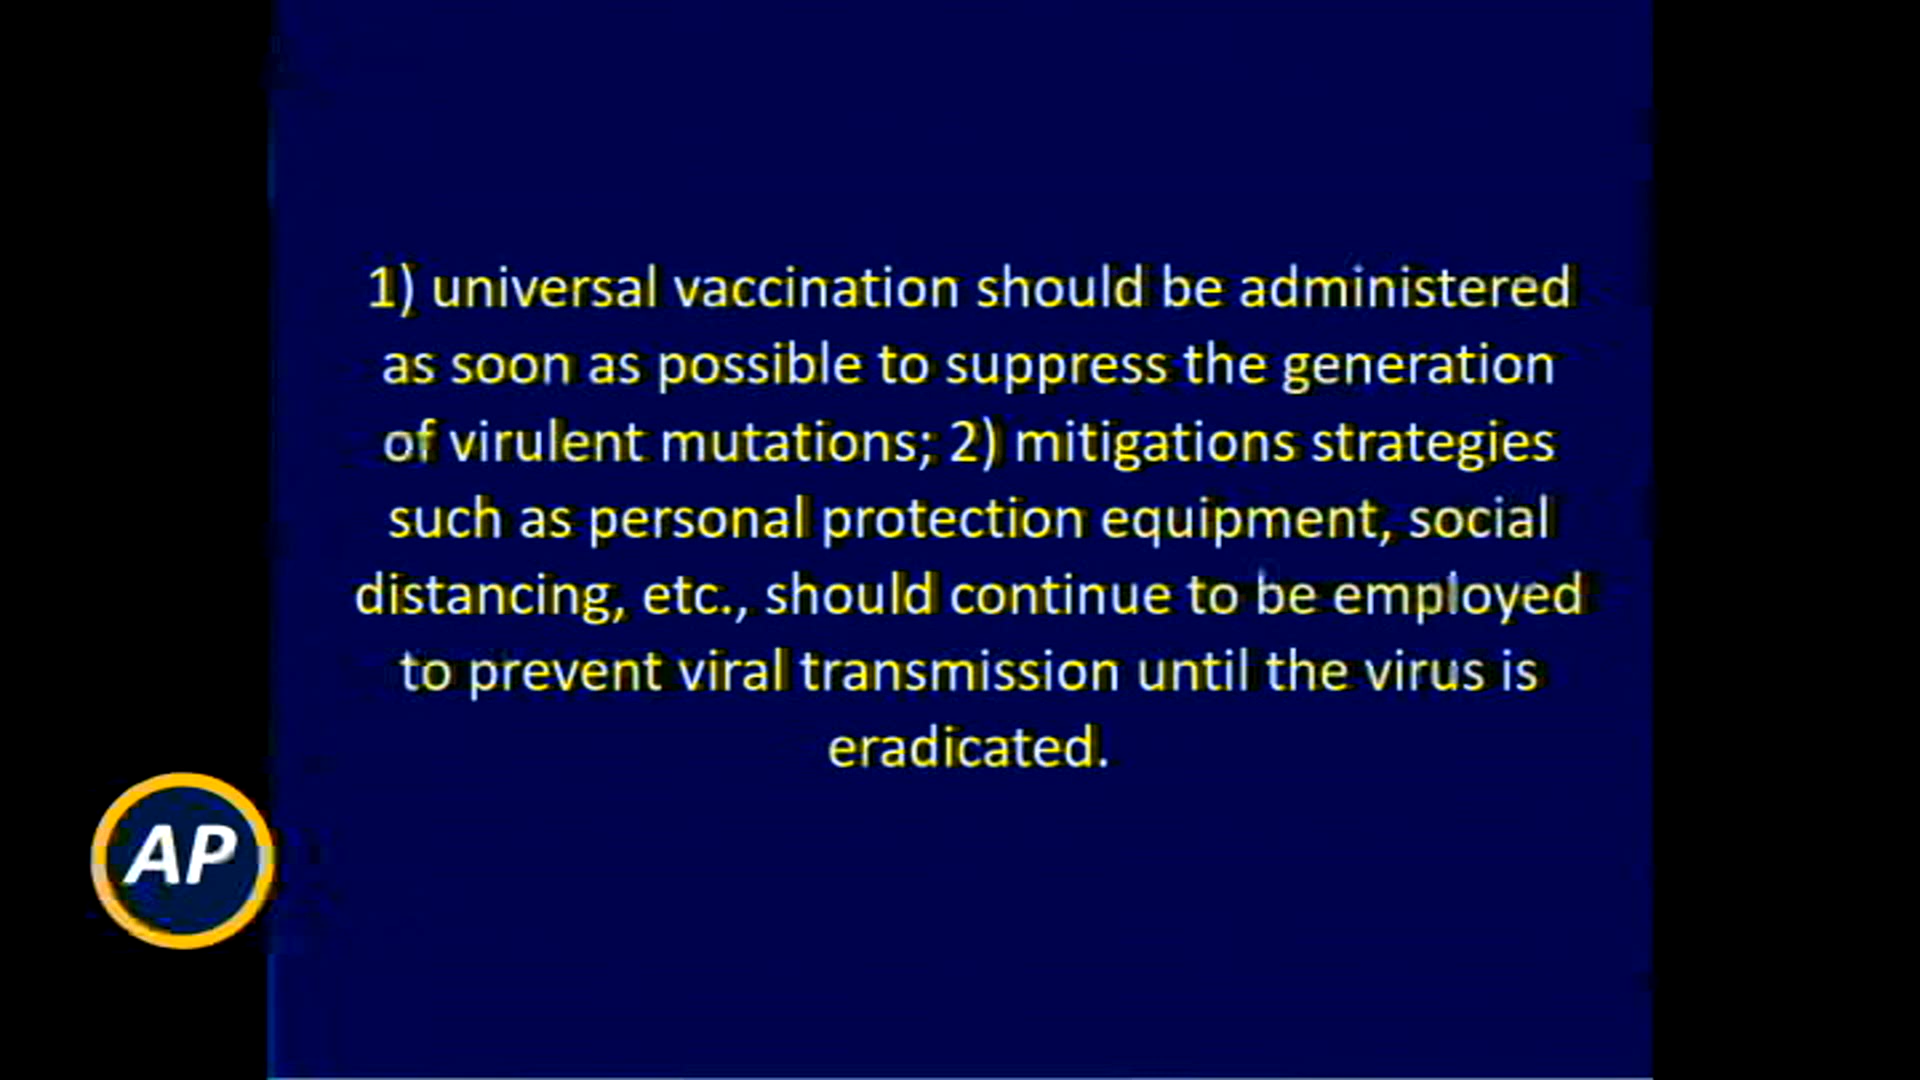 1) universal vaccination should be administered
as soon as possible to suppress the generation
of virulent mutations; 2) mitigations strategies
such as personal protection equipment, social
distancing, etc., should continue to be employed
to prevent viral transmission until the virus is
eradicated.
AP